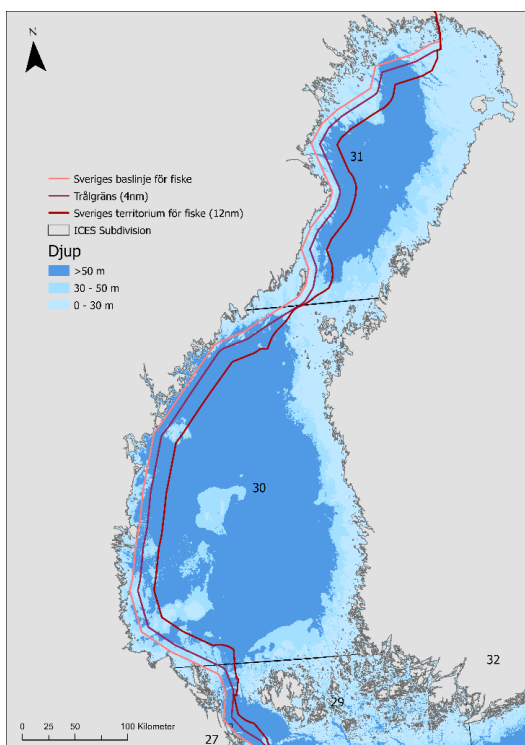 N
31
Sveriges baslinje för fiske
Trålgräns (4nm)
Sveriges territorium för fiske (12nm)
ICES Subdivision
Djup
>50 m
30 - 50 m
0 - 30 m
30
32
29
27
0 25 50 100 Kilometer